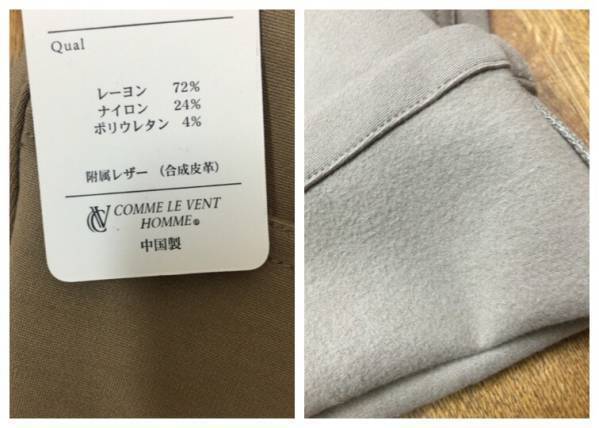 Qual
レーヨン 72%
ナイロン 24%
ポリウレタン 4%
附属レザー (合成皮革)
COMME LE VENT
HOMME®
中国製